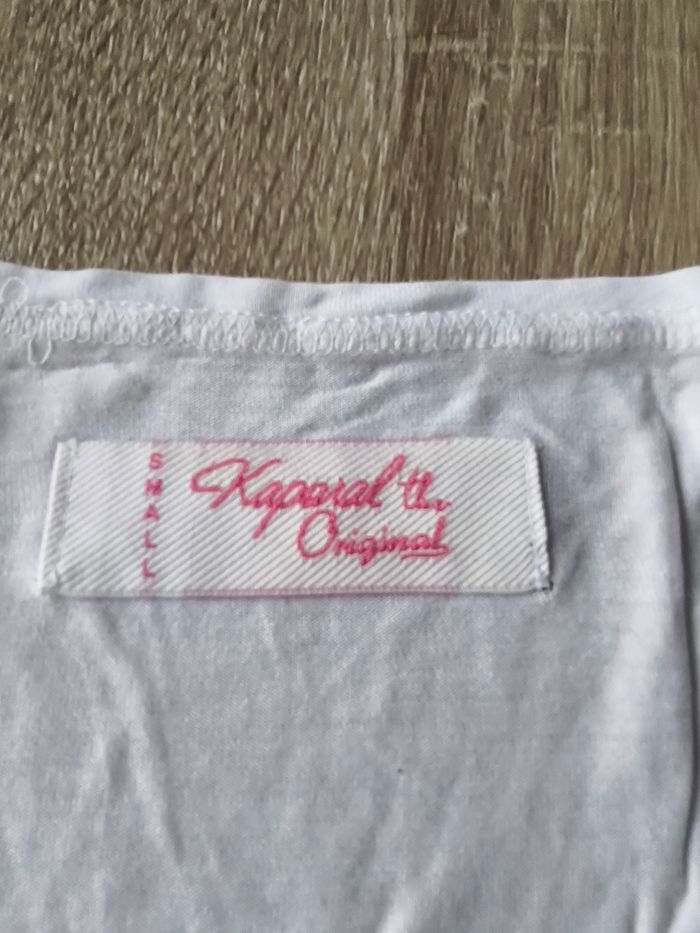 SMALL
Kaporal the
Original